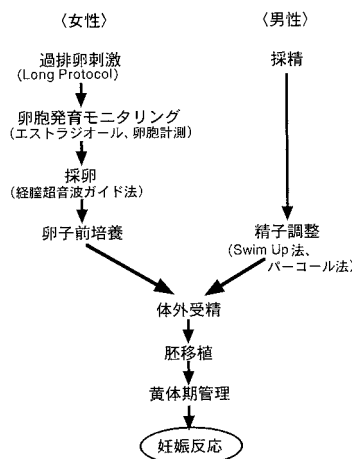 〈女性〉
〈男性〉
過排卵刺激
(Long Protocol)
採精
卵胞発育モニタリング
(エストラジオール、卵胞計測)
採卵
(経腟超音波ガイド法)
卵子前培養
精子調整
(Swim Up 法、
パーコール法)
体外受精
胚移植
黄体期管理
妊娠反応